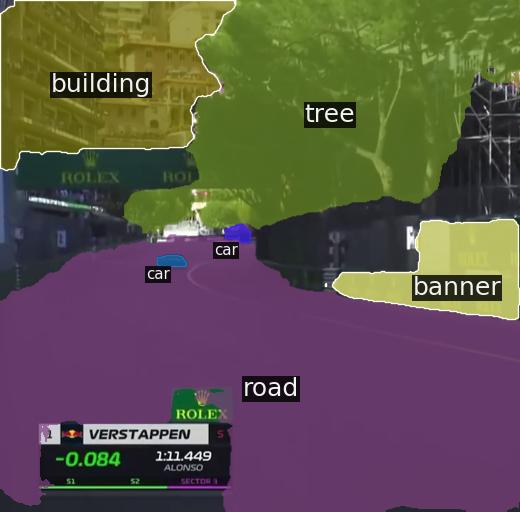 building
tree
ROLEX
ROL
car
car
banner
road
ROLEX
1 VERSTAPPEN S
-0.084 1:11.449
ALONSO
S1 S2 SECTOR 3